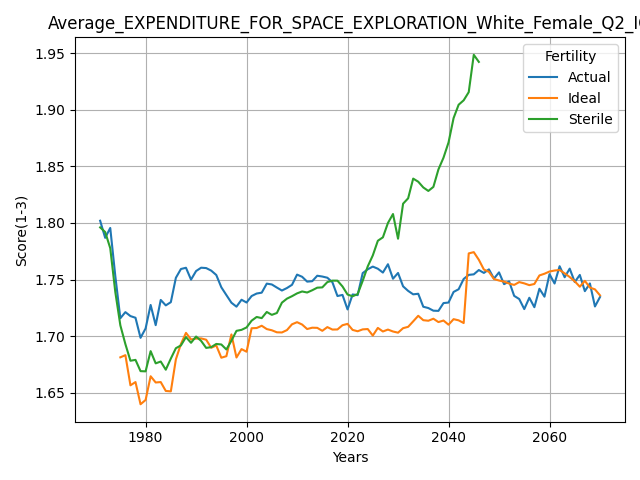 Average_EXPENDITURE_FOR_SPACE_EXPLORATION_White_Female_Q2_I
Fertility
Actual
Ideal
Sterile
Score(1-3)
1.95
1.90
1.85
1.80
1.75
1.70
1.65
1980
2000
2020
2040
2060
Years